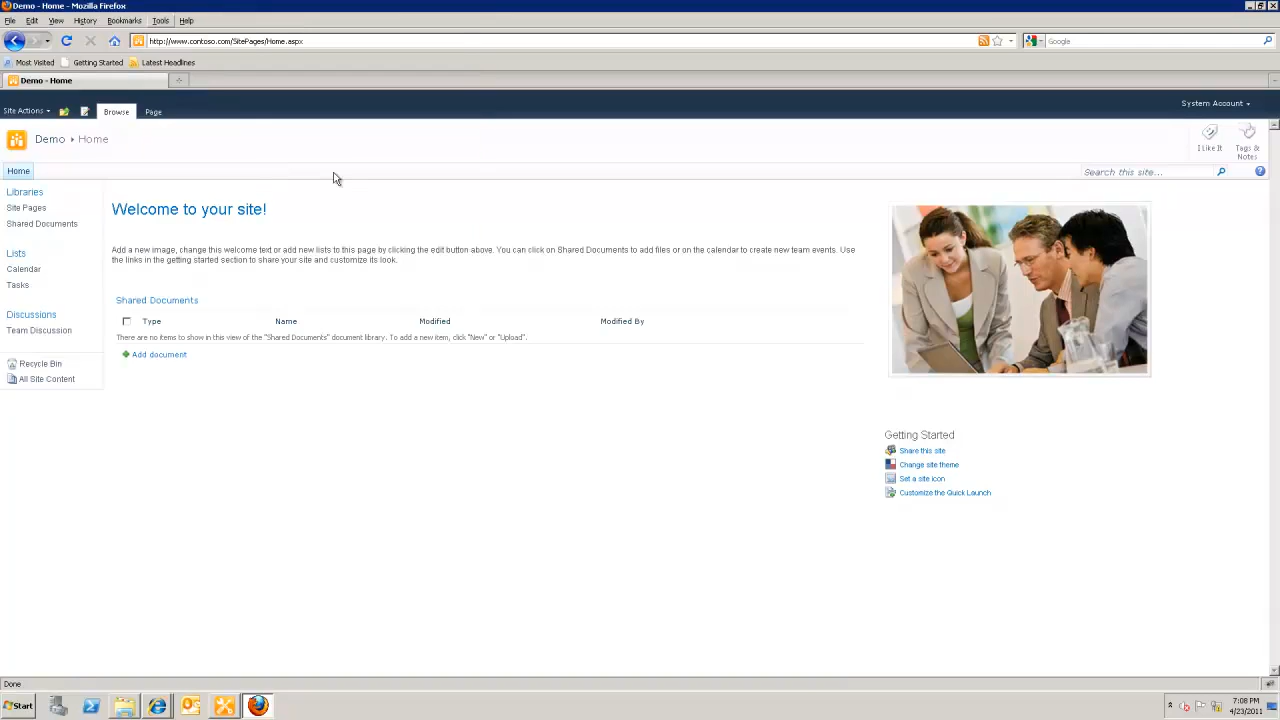 Demo - Home - Mozilla Firefox
File Edit View History Bookmarks Tools Help
http://www.contoso.com/SitePages/Home.aspx
Google
Most Visited Getting Started Latest Headlines
Demo - Home
Site Actions Browse Page System Account
Demo Home
I Like It
Tags & Notes
Home
Search this site...
Libraries
Site Pages
Shared Documents
Lists
Calendar
Tasks
Discussions
Team Discussion
Recycle Bin
All Site Content
Welcome to your site!
Add a new image, change this welcome text or add new lists to this page by clicking the edit button above. You can click on Shared Documents to add files or on the calendar to create new team events. Use
the links in the getting started section to share your site and customize its look.
Shared Documents
Type Name Modified Modified By
There are no items to show in this view of the "Shared Documents" document library. To add a new item, click "New" or "Upload".
Add document
Getting Started
Share this site
Change site theme
Set a site icon
Customize the Quick Launch
Done
Start
7:08 PM
4/23/2011